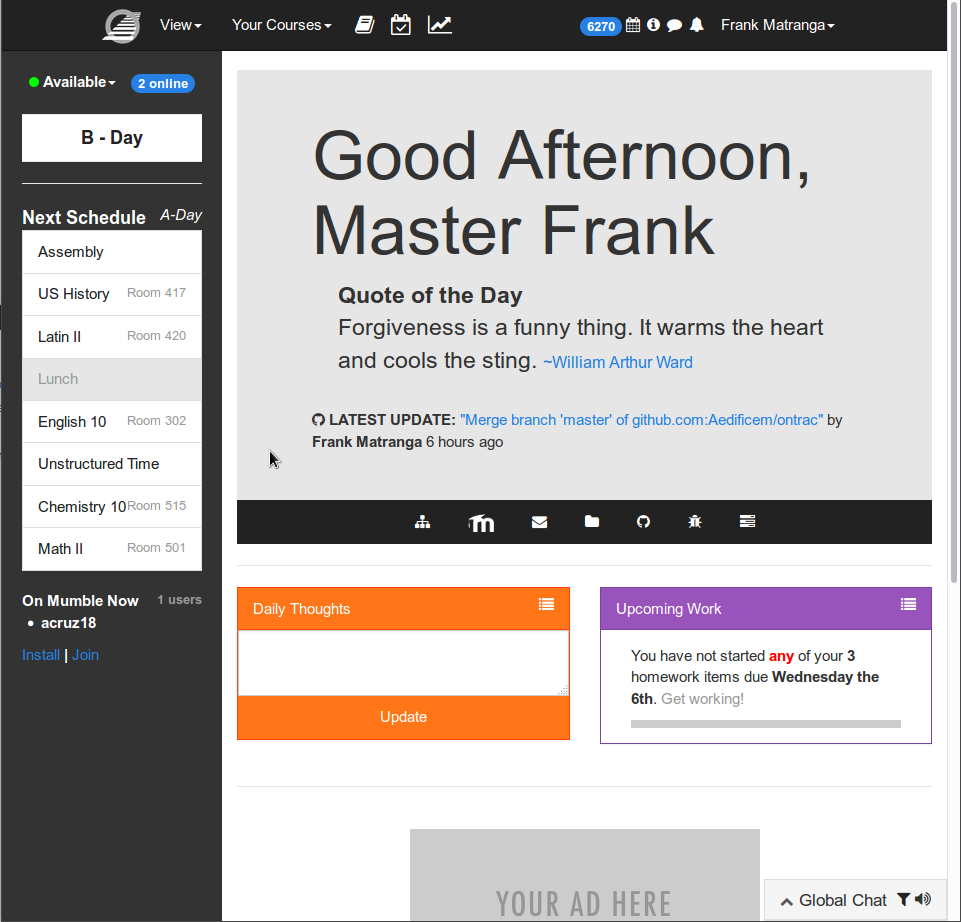 View Your Courses 6270 Frank Matranga
Available 2 online
B - Day
Next Schedule A-Day
Assembly
US History Room 417
Latin II Room 420
Lunch
English 10 Room 302
Unstructured Time
Chemistry 10 Room 515
Math II Room 501
On Mumble Now 1 users
• acruz18
Install | Join
Good Afternoon,
Master Frank
Quote of the Day
Forgiveness is a funny thing. It warms the heart
and cools the sting. ~William Arthur Ward
LATEST UPDATE: "Merge branch 'master' of github.com:Aedificem/ontrac" by
Frank Matranga 6 hours ago
m
Daily Thoughts
Update
Upcoming Work
You have not started any of your 3
homework items due Wednesday the
6th. Get working!
YOUR AD HERE
Global Chat